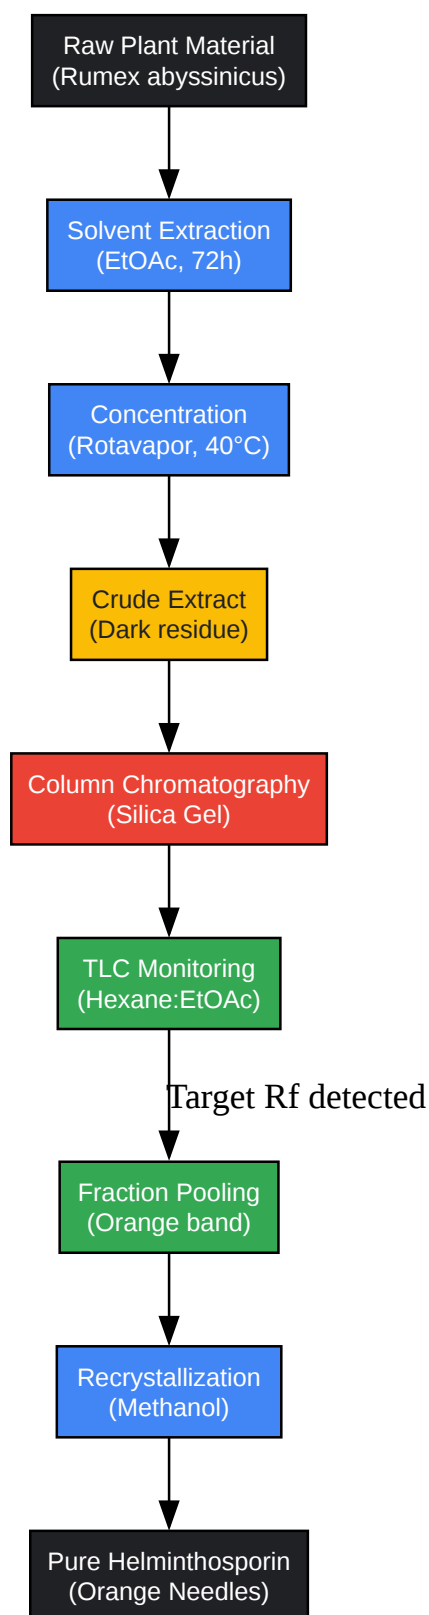 Raw Plant Material
(Rumex abyssinicus)
Solvent Extraction
(EtOAc, 72h)
Concentration
(Rotavapor, 40°C)
Crude Extract
(Dark residue)
Column Chromatography
(Silica Gel)
TLC Monitoring
(Hexane:EtOAc)
Target Rf detected
Fraction Pooling
(Orange band)
Recrystallization
(Methanol)
Pure Helminthosporin
(Orange Needles)